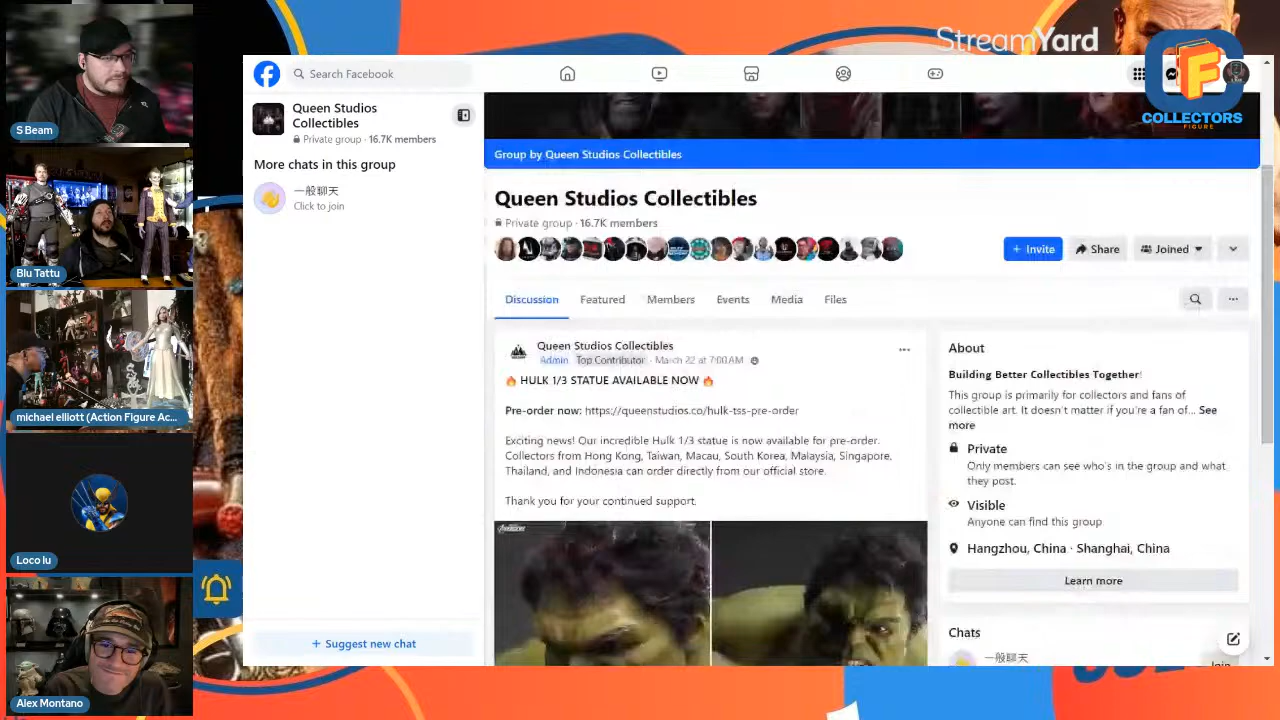 S Beam
Blu Tattu
michael elliott (Action Figure Ac...
Loco lu
Alex Montano
StreamYard
COLLECTORS
FIGURE
Search Facebook
Queen Studios
Collectibles
Private group · 16.7K members
More chats in this group
一般聊天
Click to join
+ Suggest new chat
Group by Queen Studios Collectibles
Queen Studios Collectibles
Private group · 16.7K members
+ Invite
Share
Joined
Discussion
Featured
Members
Events
Media
Files
Queen Studios Collectibles
Admin Top Contributor · March 22 at 7:00 AM
🔥 HULK 1/3 STATUE AVAILABLE NOW 🔥
Pre-order now: https://queenstudios.co/hulk-tss-pre-order
Exciting news! Our incredible Hulk 1/3 statue is now available for pre-order.
Collectors from Hong Kong, Taiwan, Macau, South Korea, Malaysia, Singapore,
Thailand, and Indonesia can order directly from our official store.
Thank you for your continued support.
About
Building Better Collectibles Together!
This group is primarily for collectors and fans of
collectible art. It doesn't matter if you're a fan of... See
more
Private
Only members can see who's in the group and what
they post.
Visible
Anyone can find this group
Hangzhou, China · Shanghai, China
Learn more
Chats
一般聊天
Join